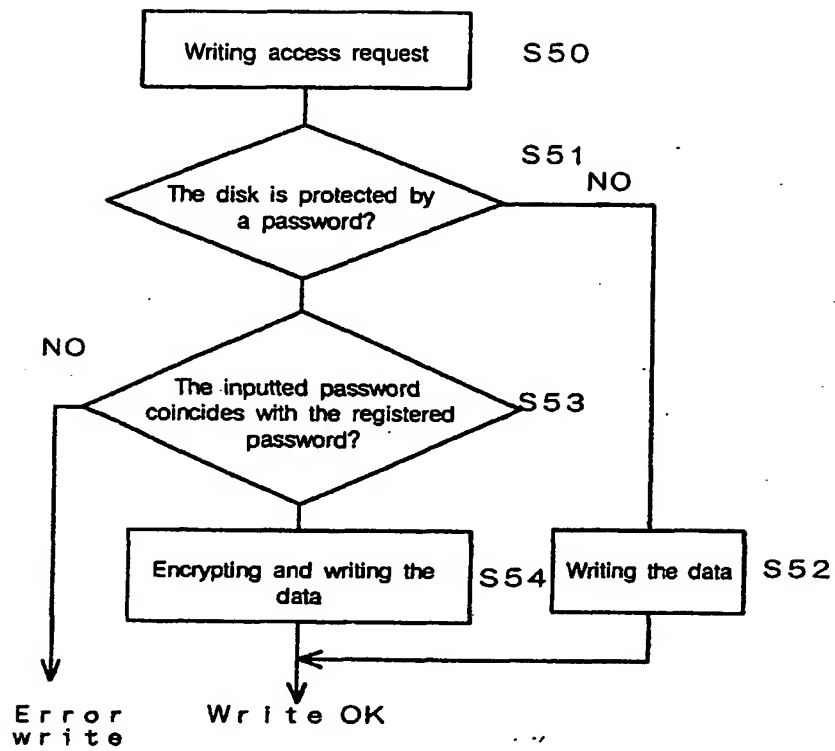 Writing access request
S50
S51
NO
The disk is protected by
a password?
NO
The inputted password
coincides with the registered
password?
S53
Encrypting and writing the
data
S54
Writing the data
S52
Error
write
Write OK